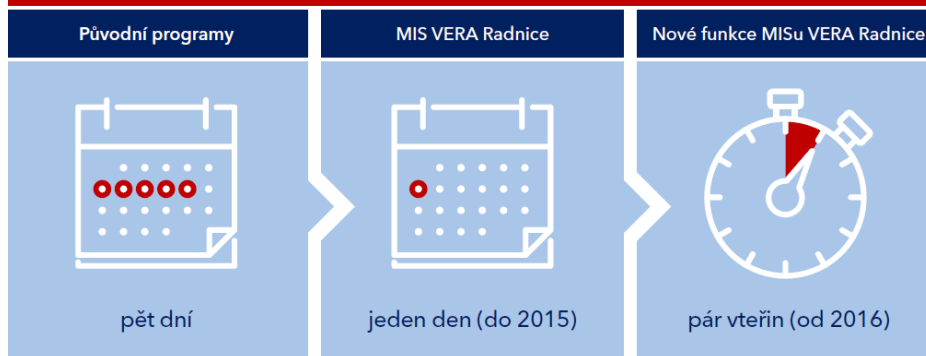 Původní programy
MIS VERA Radnice
Nové funkce MISu VERA Radnice
pět dní
jeden den (do 2015)
pár vteřin (od 2016)